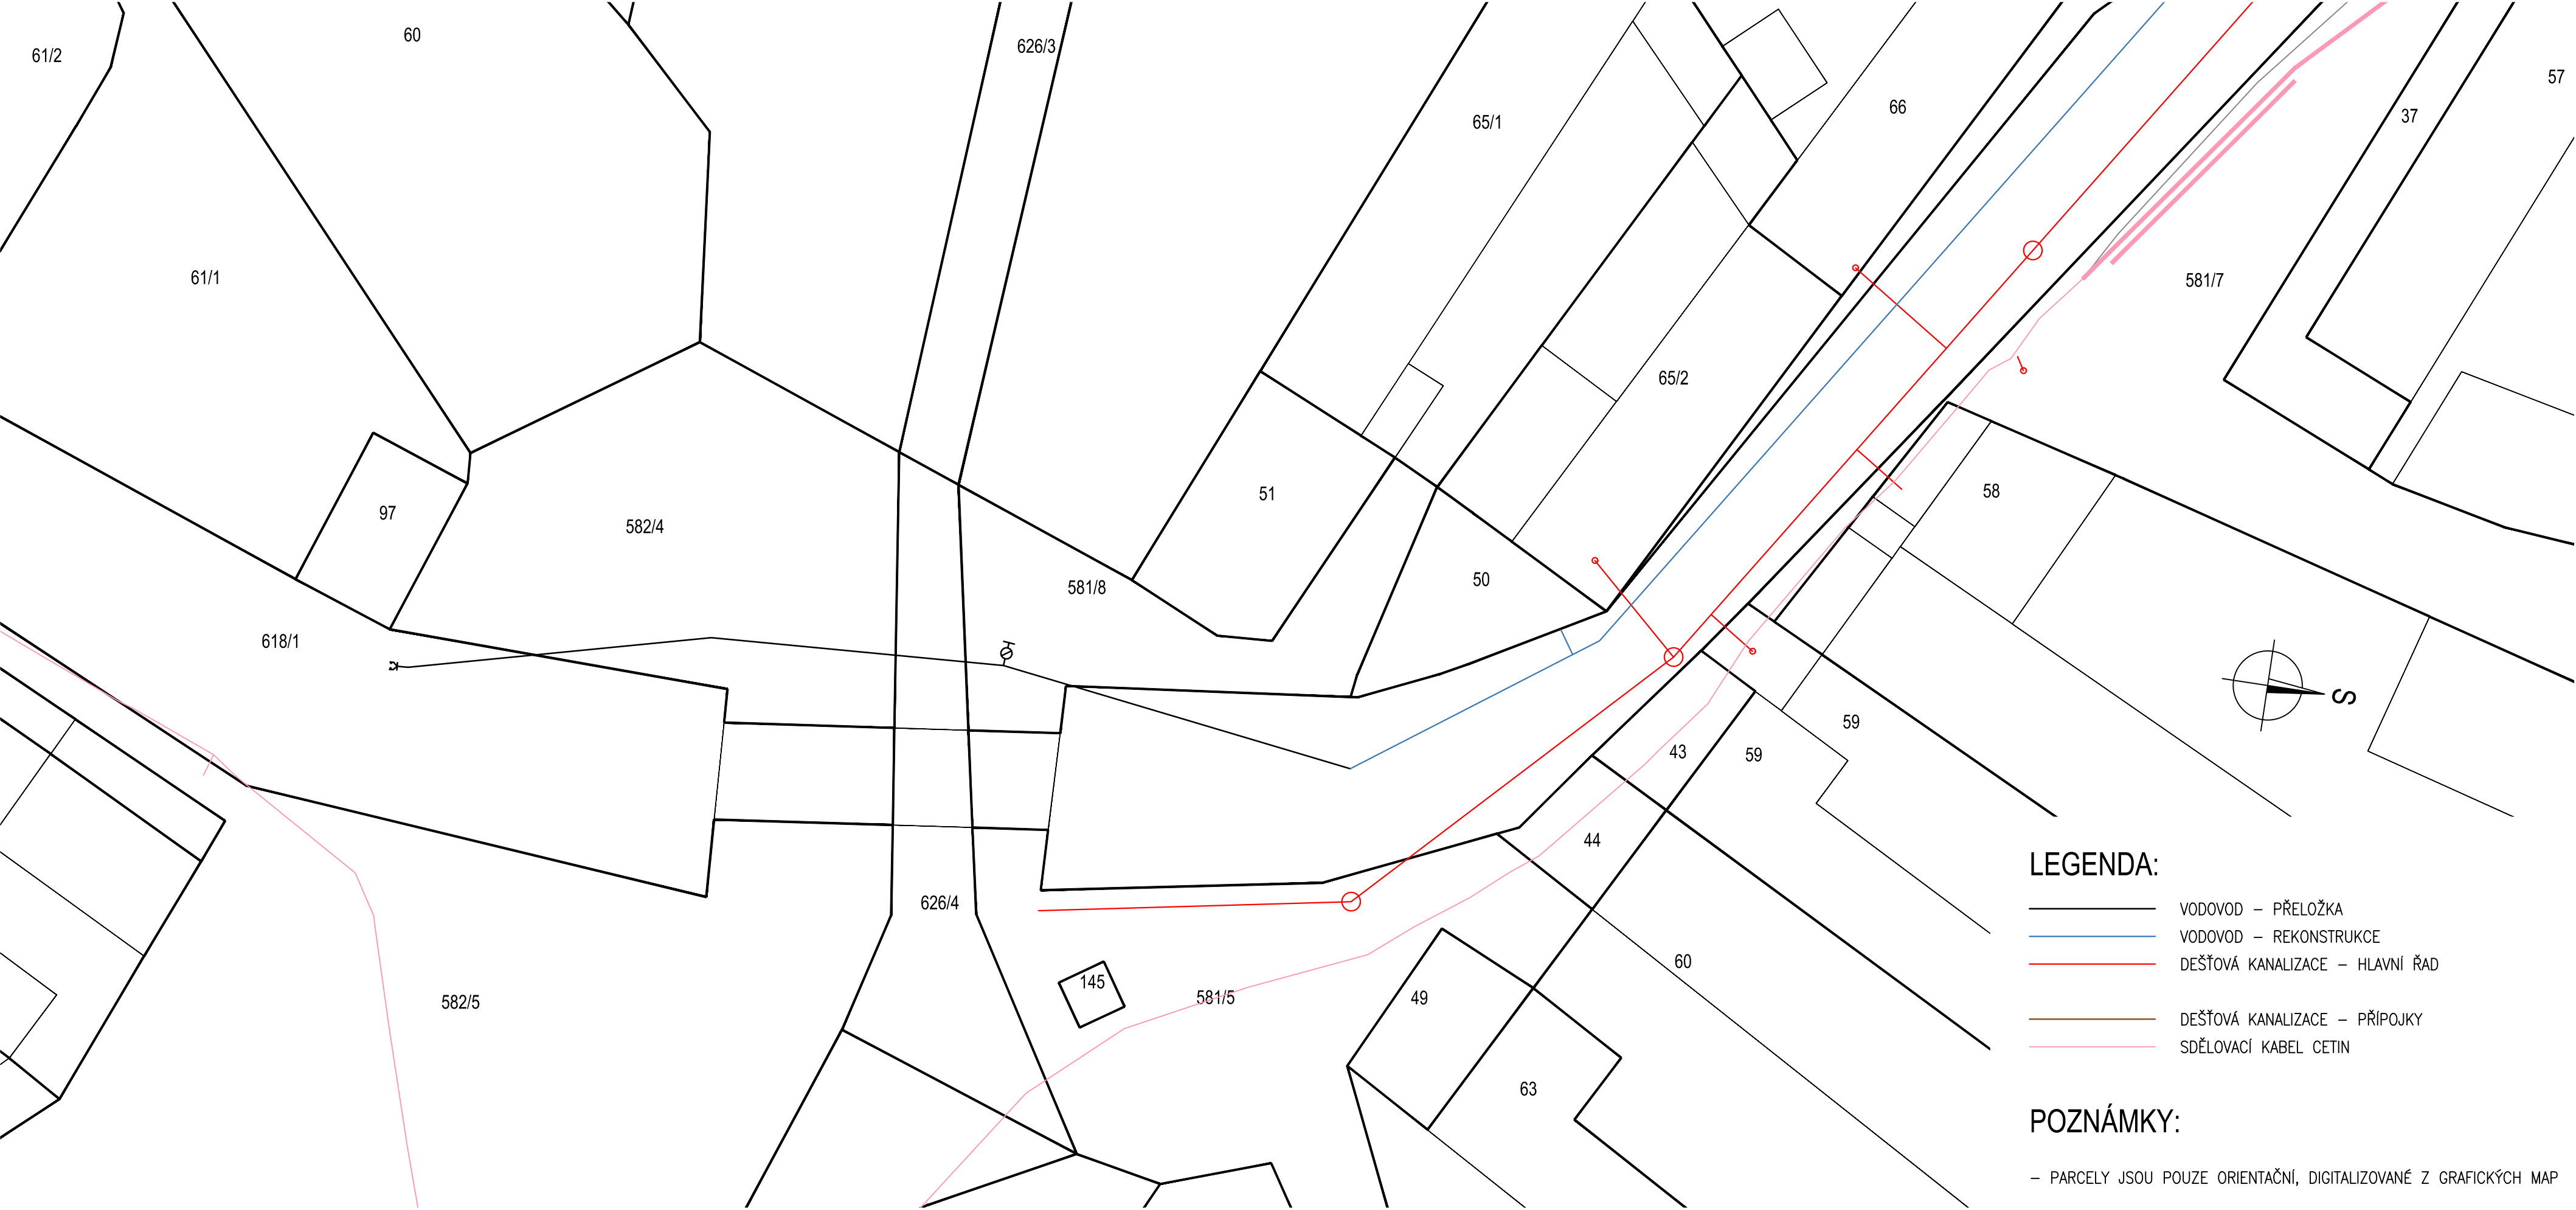 61/2
60
626/3
65/1
66
37
57
61/1
581/7
65/2
97
582/4
51
58
581/8
50
618/1
H
S
59
43
59
44
626/4
60
145
582/5
581/5
49
63
LEGENDA:
VODOVOD – PŘELOŽKA
VODOVOD – REKONSTRUKCE
DEŠŤOVÁ KANALIZACE – HLAVNÍ ŘAD
DEŠŤOVÁ KANALIZACE – PŘÍPOJKY
SDĚLOVACÍ KABEL CETIN
POZNÁMKY:
– PARCELY JSOU POUZE ORIENTAČNÍ, DIGITALIZOVANÉ Z GRAFICKÝCH MAP